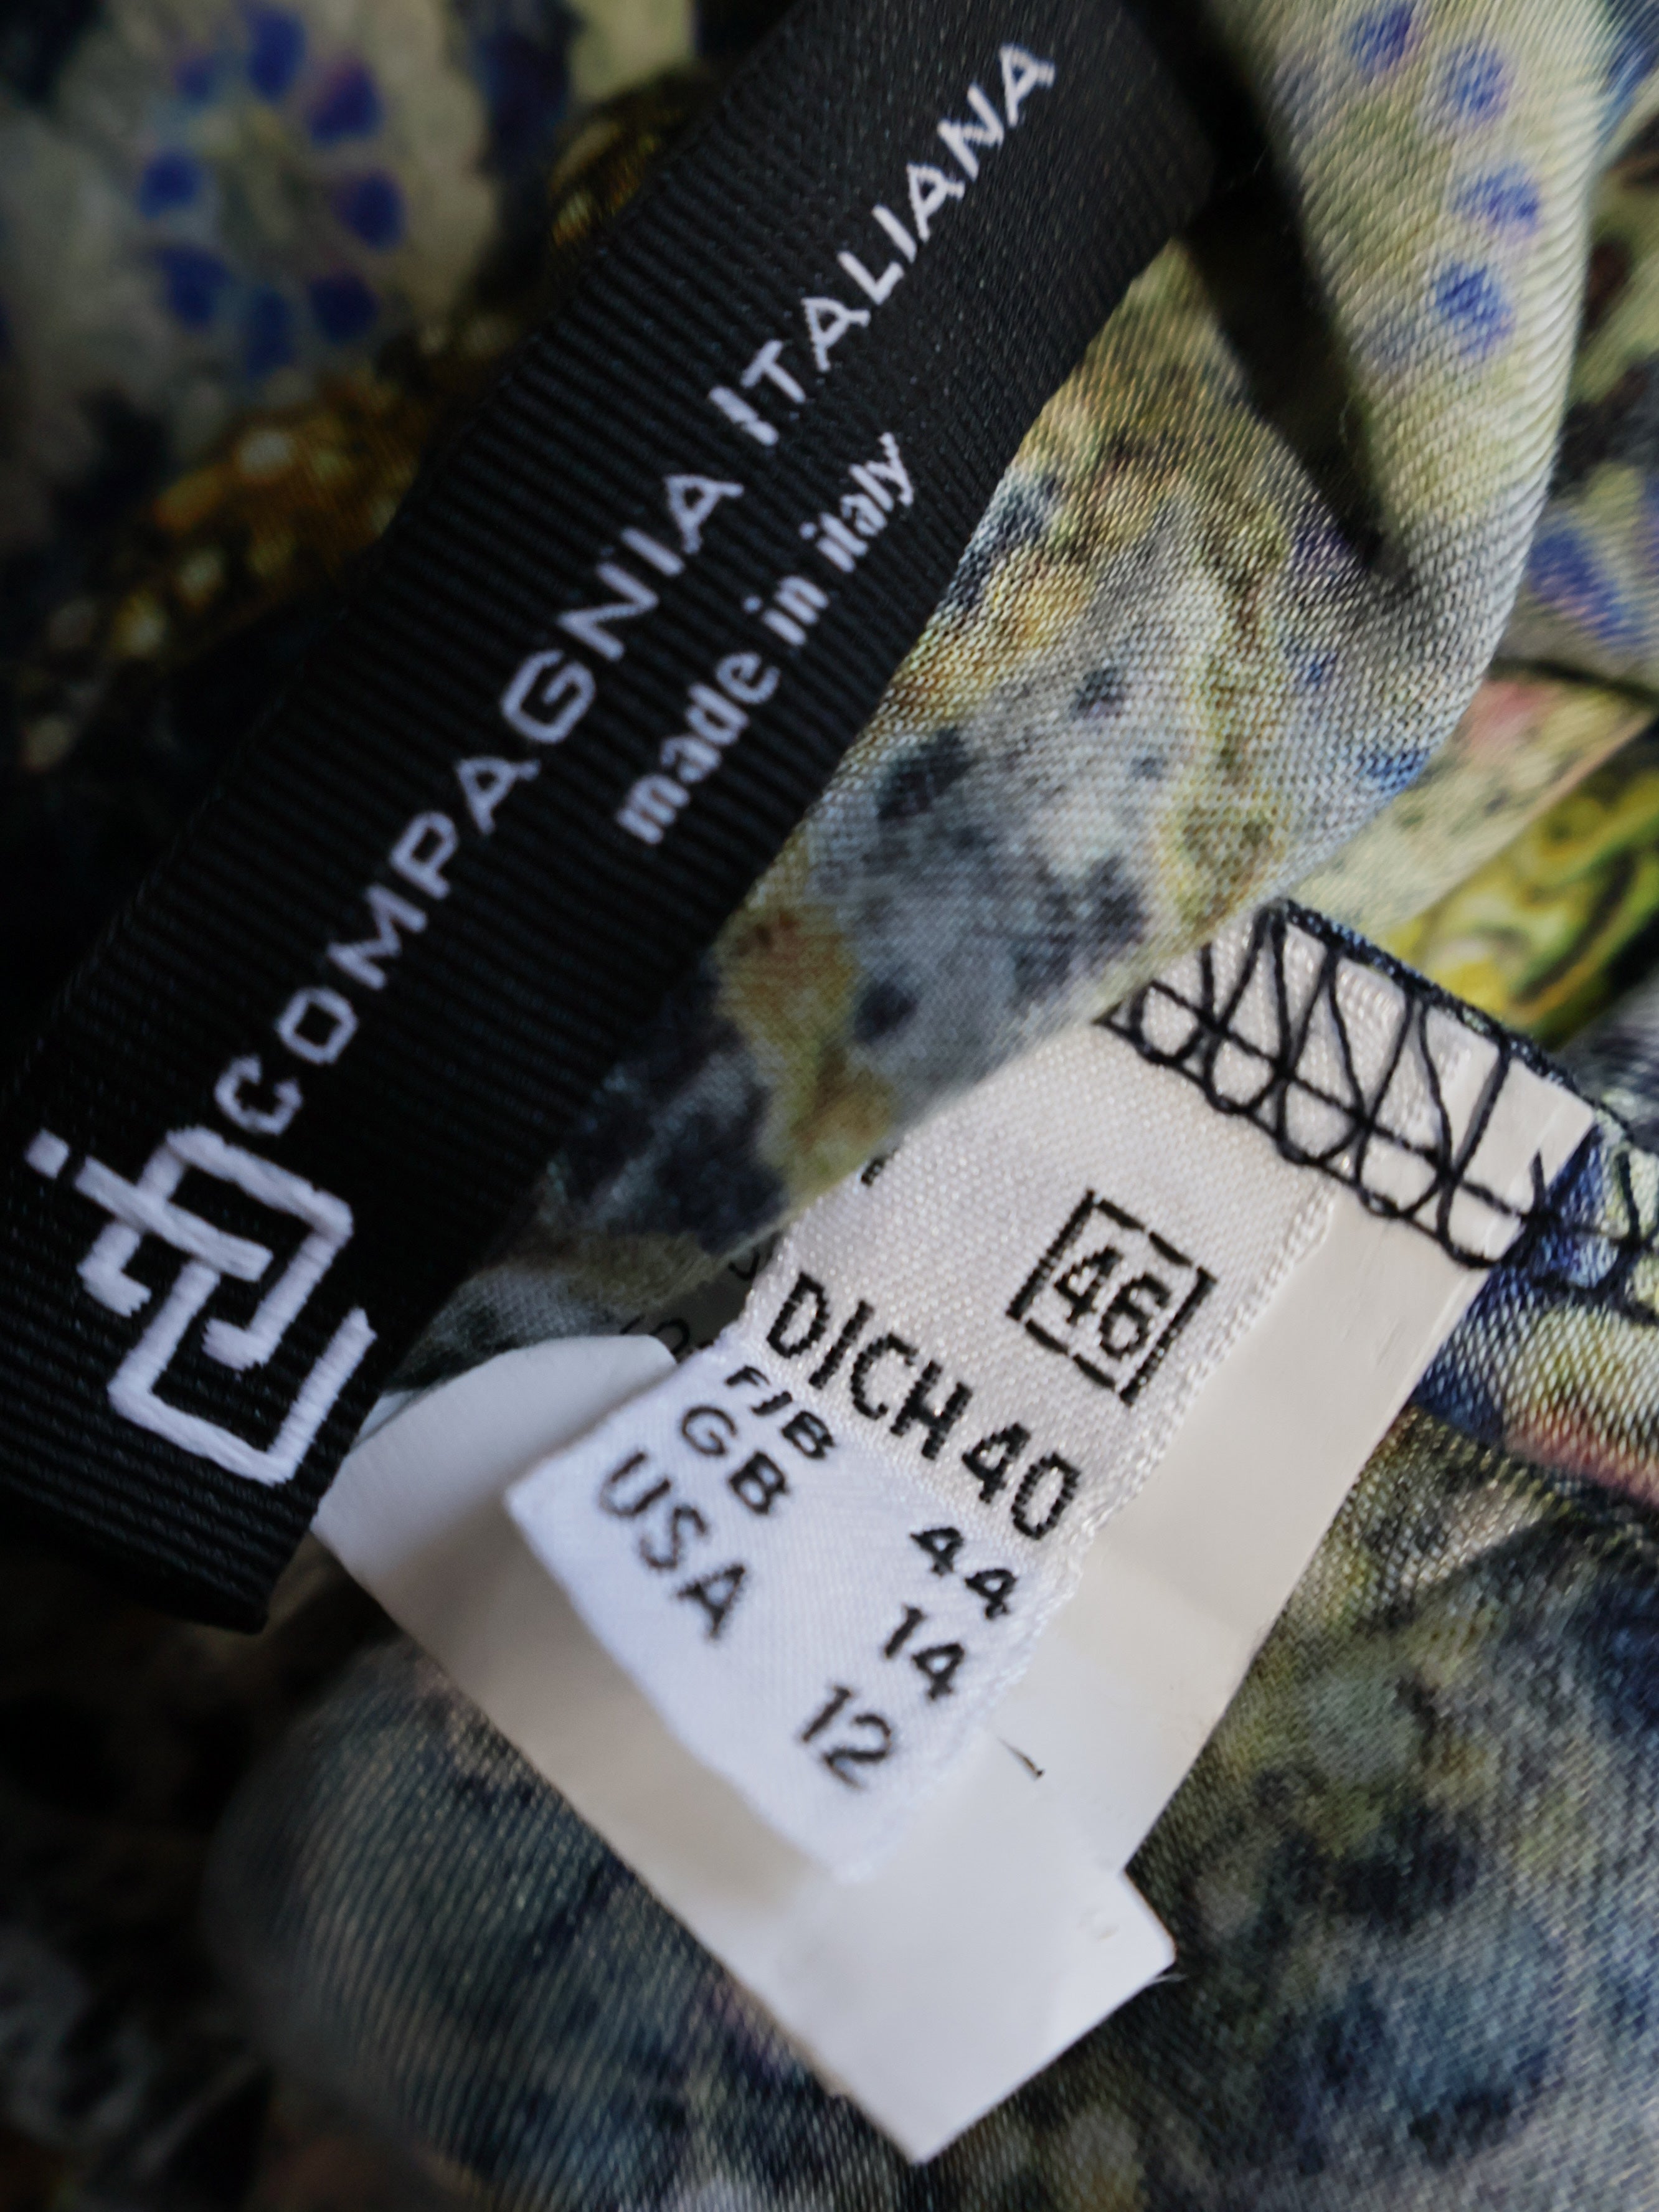 COMPAGNIA ITALIANA
made in italy
46
D/CH 40
F/B 44
GB 14
USA 12